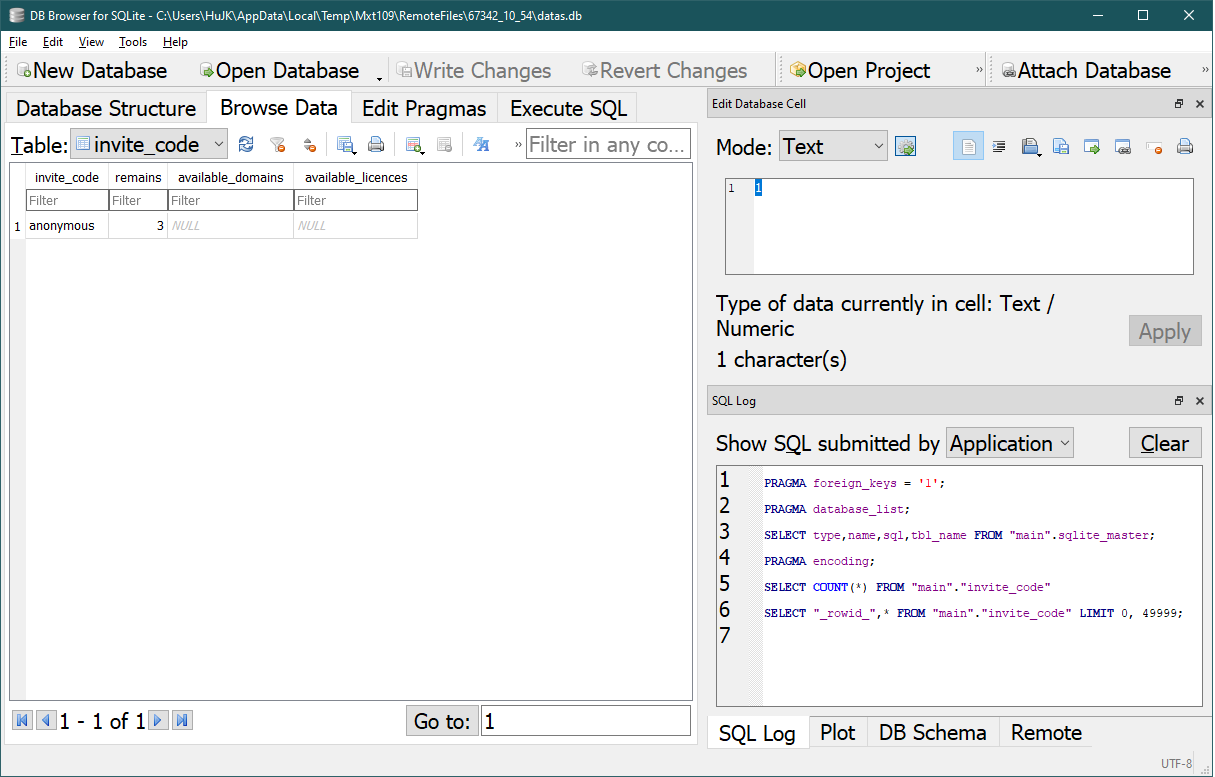 DB Browser for SQLite - C:\Users\HuJK\AppData\Local\Temp\Mxt109\RemoteFiles\67342_10_54\datas.db
File Edit View Tools Help
New Database Open Database Write Changes Revert Changes Open Project » Attach Database »
Database Structure Browse Data Edit Pragmas Execute SQL
Table: invite_code » Filter in any co...
invite_code remains available_domains available_licences
Filter Filter Filter Filter
1 anonymous 3 NULL NULL
1 - 1 of 1 Go to: 1
Edit Database Cell
Mode: Text
1 1
Type of data currently in cell: Text /
Numeric
1 character(s)
Apply
SQL Log
Show SQL submitted by Application Clear
1 PRAGMA foreign_keys = '1';
2 PRAGMA database_list;
3 SELECT type,name,sql,tbl_name FROM "main".sqlite_master;
4 PRAGMA encoding;
5 SELECT COUNT(*) FROM "main"."invite_code"
6 SELECT "_rowid_",* FROM "main"."invite_code" LIMIT 0, 49999;
7
SQL Log Plot DB Schema Remote
UTF-8